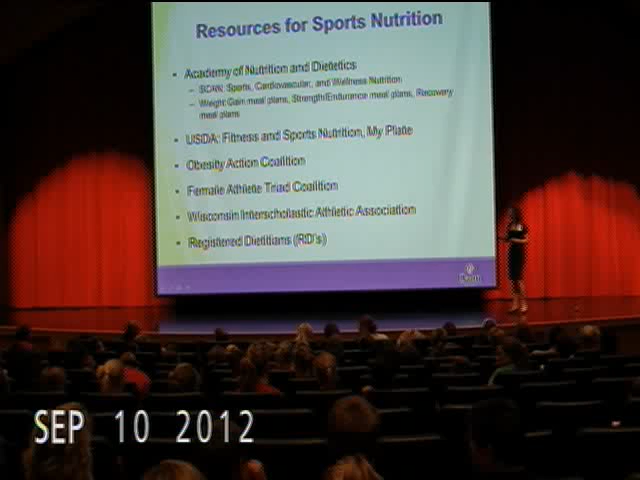 Resources for Sports Nutrition
• Academy of Nutrition and Dietetics
– SCAN: Sports, Cardiovascular, and Wellness Nutrition
– Weight Gain meal plans, Strength/Endurance meal plans, Recovery
meal plans
• USDA: Fitness and Sports Nutrition, My Plate
• Obesity Action Coalition
• Female Athlete Triad Coalition
• Wisconsin Interscholastic Athletic Association
• Registered Dietitians (RD's)
SEP 10 2012